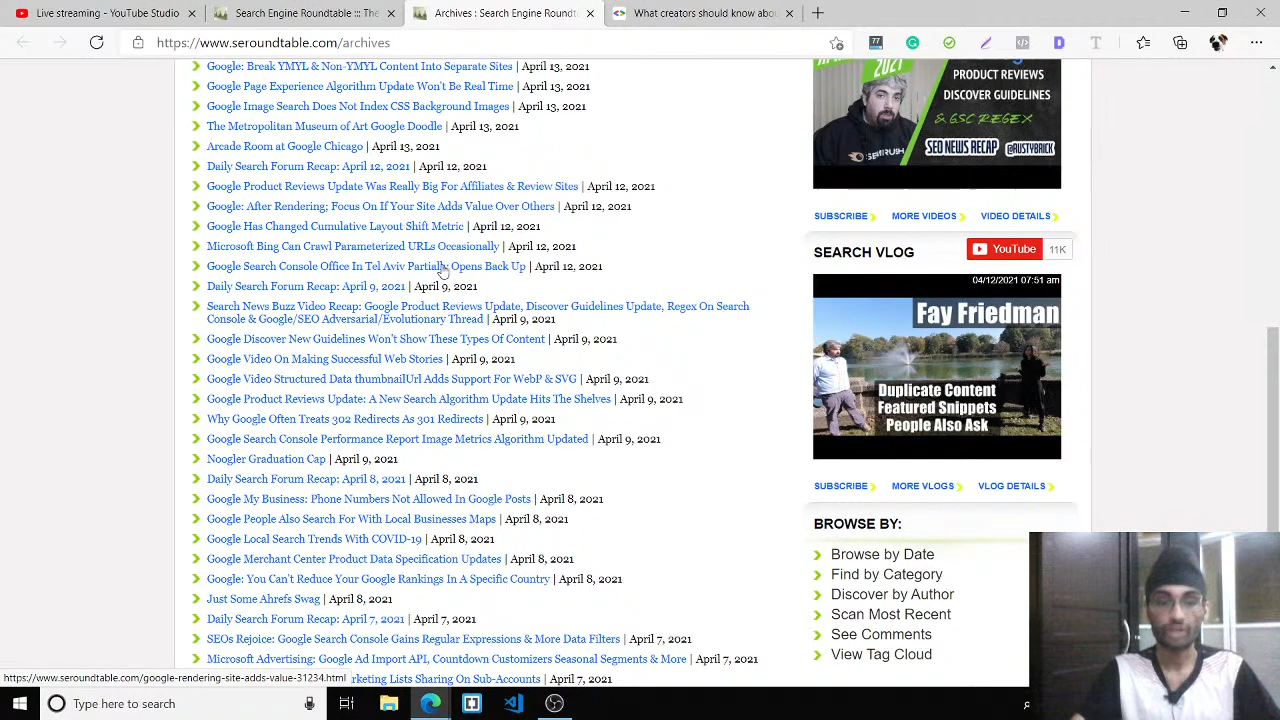 Live streaming - YouTube Studio
Search Engine Roundtable ::: The
Archives - Search Engine Roundt
What creators should know abou
https://www.seroundtable.com/archives
77
Google: Break YMYL & Non-YMYL Content Into Separate Sites | April 13, 2021
Google Page Experience Algorithm Update Won't Be Real Time | April 13, 2021
Google Image Search Does Not Index CSS Background Images | April 13, 2021
The Metropolitan Museum of Art Google Doodle | April 13, 2021
Arcade Room at Google Chicago | April 13, 2021
Daily Search Forum Recap: April 12, 2021 | April 12, 2021
Google Product Reviews Update Was Really Big For Affiliates & Review Sites | April 12, 2021
Google: After Rendering; Focus On If Your Site Adds Value Over Others | April 12, 2021
Google Has Changed Cumulative Layout Shift Metric | April 12, 2021
Microsoft Bing Can Crawl Parameterized URLs Occasionally | April 12, 2021
Google Search Console Office In Tel Aviv Partially Opens Back Up | April 12, 2021
Daily Search Forum Recap: April 9, 2021 | April 9, 2021
Search News Buzz Video Recap: Google Product Reviews Update, Discover Guidelines Update, Regex On Search
Console & Google/SEO Adversarial/Evolutionary Thread | April 9, 2021
Google Discover New Guidelines Won't Show These Types Of Content | April 9, 2021
Google Video On Making Successful Web Stories | April 9, 2021
Google Video Structured Data thumbnailUrl Adds Support For WebP & SVG | April 9, 2021
Google Product Reviews Update: A New Search Algorithm Update Hits The Shelves | April 9, 2021
Why Google Often Treats 302 Redirects As 301 Redirects | April 9, 2021
Google Search Console Performance Report Image Metrics Algorithm Updated | April 9, 2021
Noogler Graduation Cap | April 9, 2021
Daily Search Forum Recap: April 8, 2021 | April 8, 2021
Google My Business: Phone Numbers Not Allowed In Google Posts | April 8, 2021
Google People Also Search For With Local Businesses Maps | April 8, 2021
Google Local Search Trends With COVID-19 | April 8, 2021
Google Merchant Center Product Data Specification Updates | April 8, 2021
Google: You Can't Reduce Your Google Rankings In A Specific Country | April 8, 2021
Just Some Ahrefs Swag | April 8, 2021
Daily Search Forum Recap: April 7, 2021 | April 7, 2021
SEOs Rejoice: Google Search Console Gains Regular Expressions & More Data Filters | April 7, 2021
Microsoft Advertising: Google Ad Import API, Countdown Customizers Seasonal Segments & More | April 7, 2021
rketing Lists Sharing On Sub-Accounts | April 7, 2021
https://www.seroundtable.com/google-rendering-site-adds-value-31234.html
2021
PRODUCT REVIEWS
DISCOVER GUIDELINES
& GSC REGEX
SEMRUSH
SEO NEWS RECAP
@RUSTYBRICK
SUBSCRIBE
MORE VIDEOS
VIDEO DETAILS
SEARCH VLOG
YouTube
11K
04/12/2021 07:51 am
Fay Friedman
Duplicate Content
Featured Snippets
People Also Ask
SUBSCRIBE
MORE VLOGS
VLOG DETAILS
BROWSE BY:
Browse by Date
Find by Category
Discover by Author
Scan Most Recent
See Comments
View Tag Cloud
Type here to search